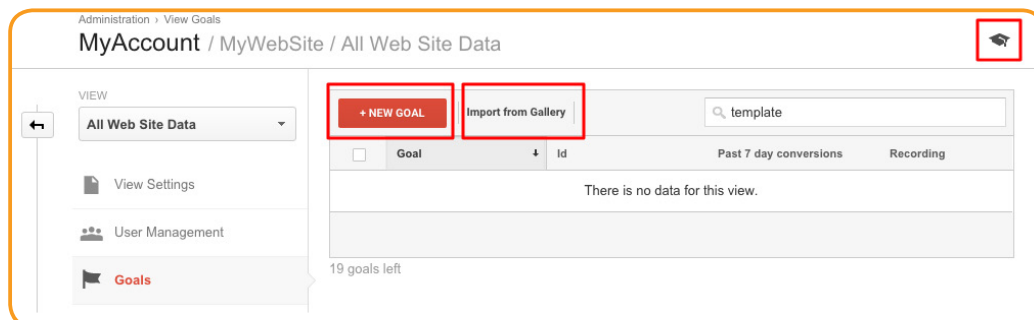 Administration › View Goals
MyAccount / MyWebSite / All Web Site Data
VIEW
All Web Site Data
View Settings
User Management
Goals
+ NEW GOAL
Import from Gallery
template
Goal Id Past 7 day conversions Recording
There is no data for this view.
19 goals left